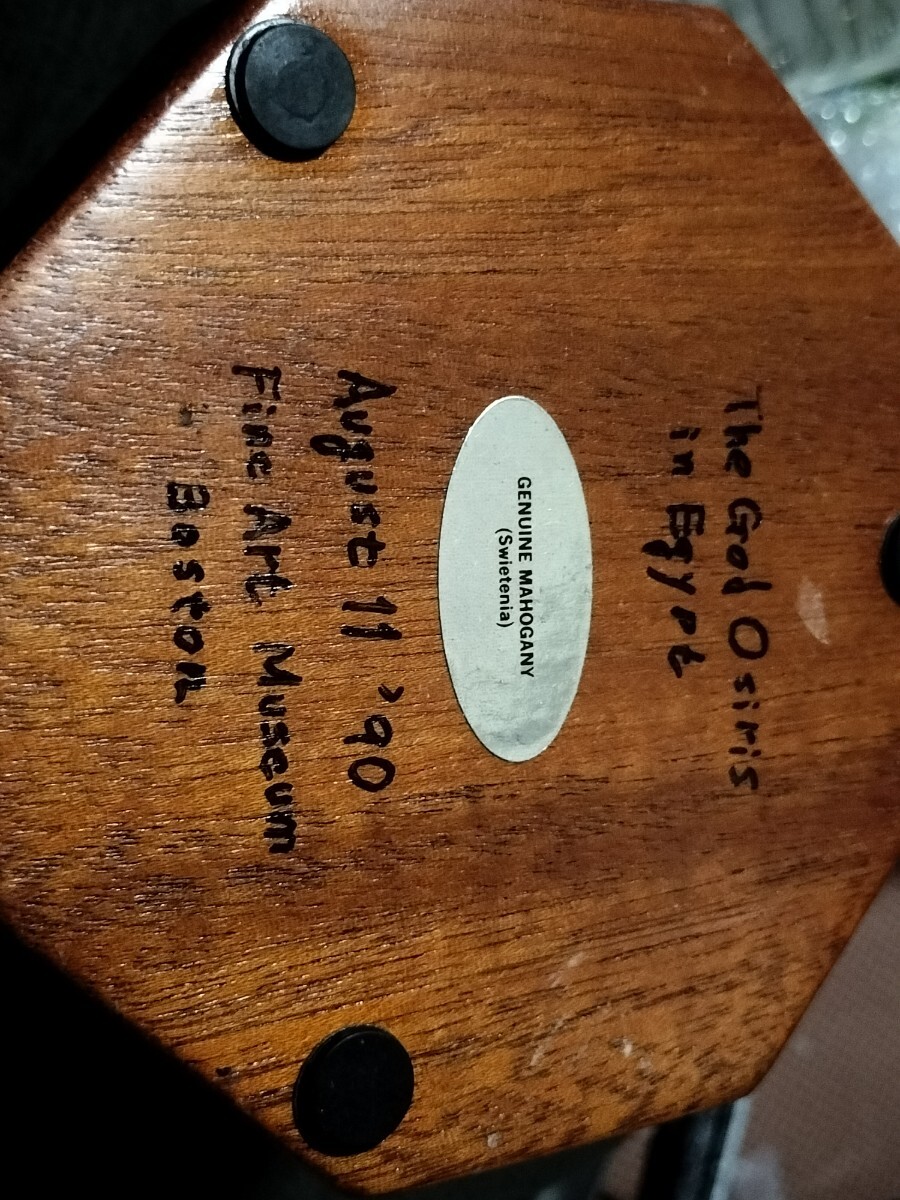 The God Osiris
in Egypt
GENUINE MAHOGANY
(Swietenia)
August 11 '90
Fine Art Museum
Boston